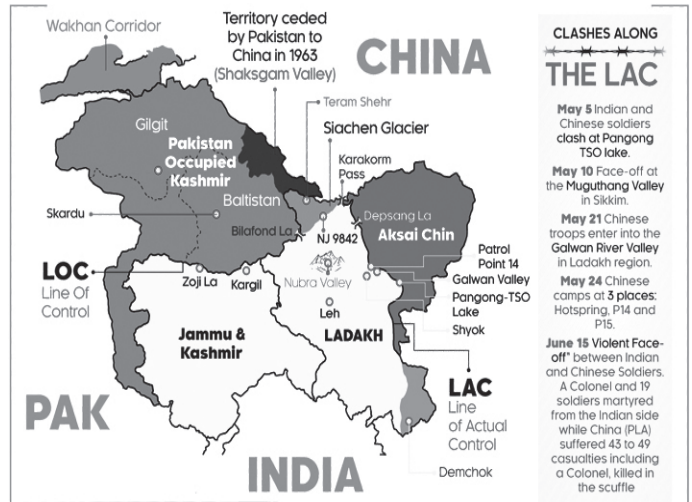 Wakhan Corridor
Territory ceded
by Pakistan to
China in 1963
(Shaksgam Valley)
CHINA
Teram Shehr
Siachen Glacier
Gilgit
Pakistan
Occupied
Kashmir
Karakorm
Pass
Baltistan
Skardu
Bilafond La
NJ 9842
Depsang La
Aksai Chin
LOC
Line Of
Control
Zoji La
Kargil
Nubra Valley
Leh
Patrol
Point 14
Galwan Valley
Pangong-TSO
Lake
Shyok
Jammu &
Kashmir
LADAKH
LAC
Line
of Actual
Control
PAK
INDIA
Demchok
CLASHES ALONG
THE LAC
May 5 Indian and
Chinese soldiers
clash at Pangong
TSO lake.
May 10 Face-off at
the Muguthang Valley
in Sikkim.
May 21 Chinese
troops enter into the
Galwan River Valley
in Ladakh region.
May 24 Chinese
camps at 3 places:
Hotspring, P14 and
P15.
June 15 Violent Face-
off" between Indian
and Chinese Soldiers.
A Colonel and 19
soldiers martyred
from the Indian side
while China (PLA)
suffered 43 to 49
casualties including
a Colonel, killed in
the scuffle